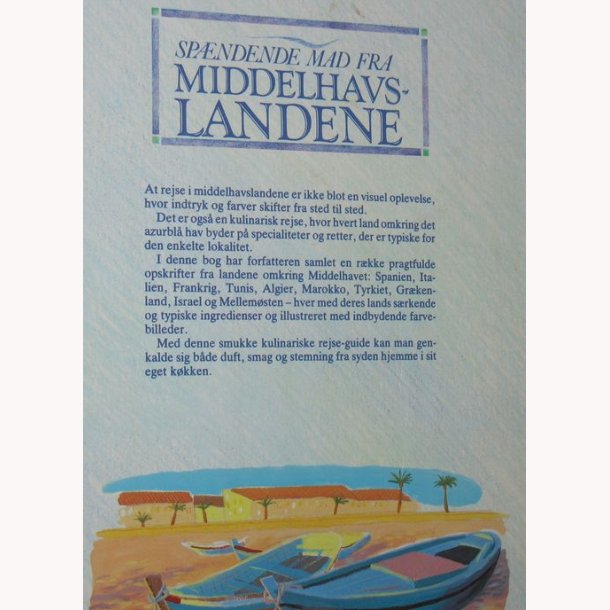 SPÆNDENDE MAD FRA
MIDDELHAVS-
LANDENE
At rejse i middelhavslandene er ikke blot en visuel oplevelse,
hvor indtryk og farver skifter fra sted til sted.
Det er også en kulinarisk rejse, hvor hvert land omkring det
azurblå hav byder på specialiteter og retter, der er typiske for
den enkelte lokalitet.
I denne bog har forfatteren samlet en række pragtfulde
opskrifter fra landene omkring Middelhavet: Spanien, Ita-
lien, Frankrig, Tunis, Algier, Marokko, Tyrkiet, Græken-
land, Israel og Mellemøsten – hver med deres lands særkende
og typiske ingredienser og illustreret med indbydende farve-
billeder.
Med denne smukke kulinariske rejse-guide kan man gen-
kalde sig både duft, smag og stemning fra syden hjemme i sit
eget køkken.